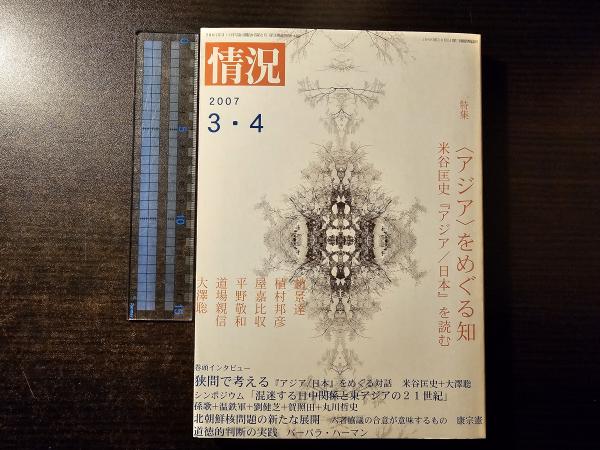 情況
2007
3・4
特集
〈アジア〉をめぐる知
米谷匡史『アジア/日本』を読む
趙景達
植村邦彦
屋嘉比収
平野敬和
道場親信
大澤聡
巻頭インタビュー
狭間で考える『アジア/日本』をめぐる対話 米谷匡史+大澤聡
シンポジウム「混迷する日中関係と東アジアの21世紀」
孫歌+温鉄軍+劉健芝+賀照田+丸川哲史
北朝鮮核問題の新たな展開 六者協議の合意が意味するもの 康宗憲
道徳的判断の実践 バーバラ・ハーマン
5
10
15